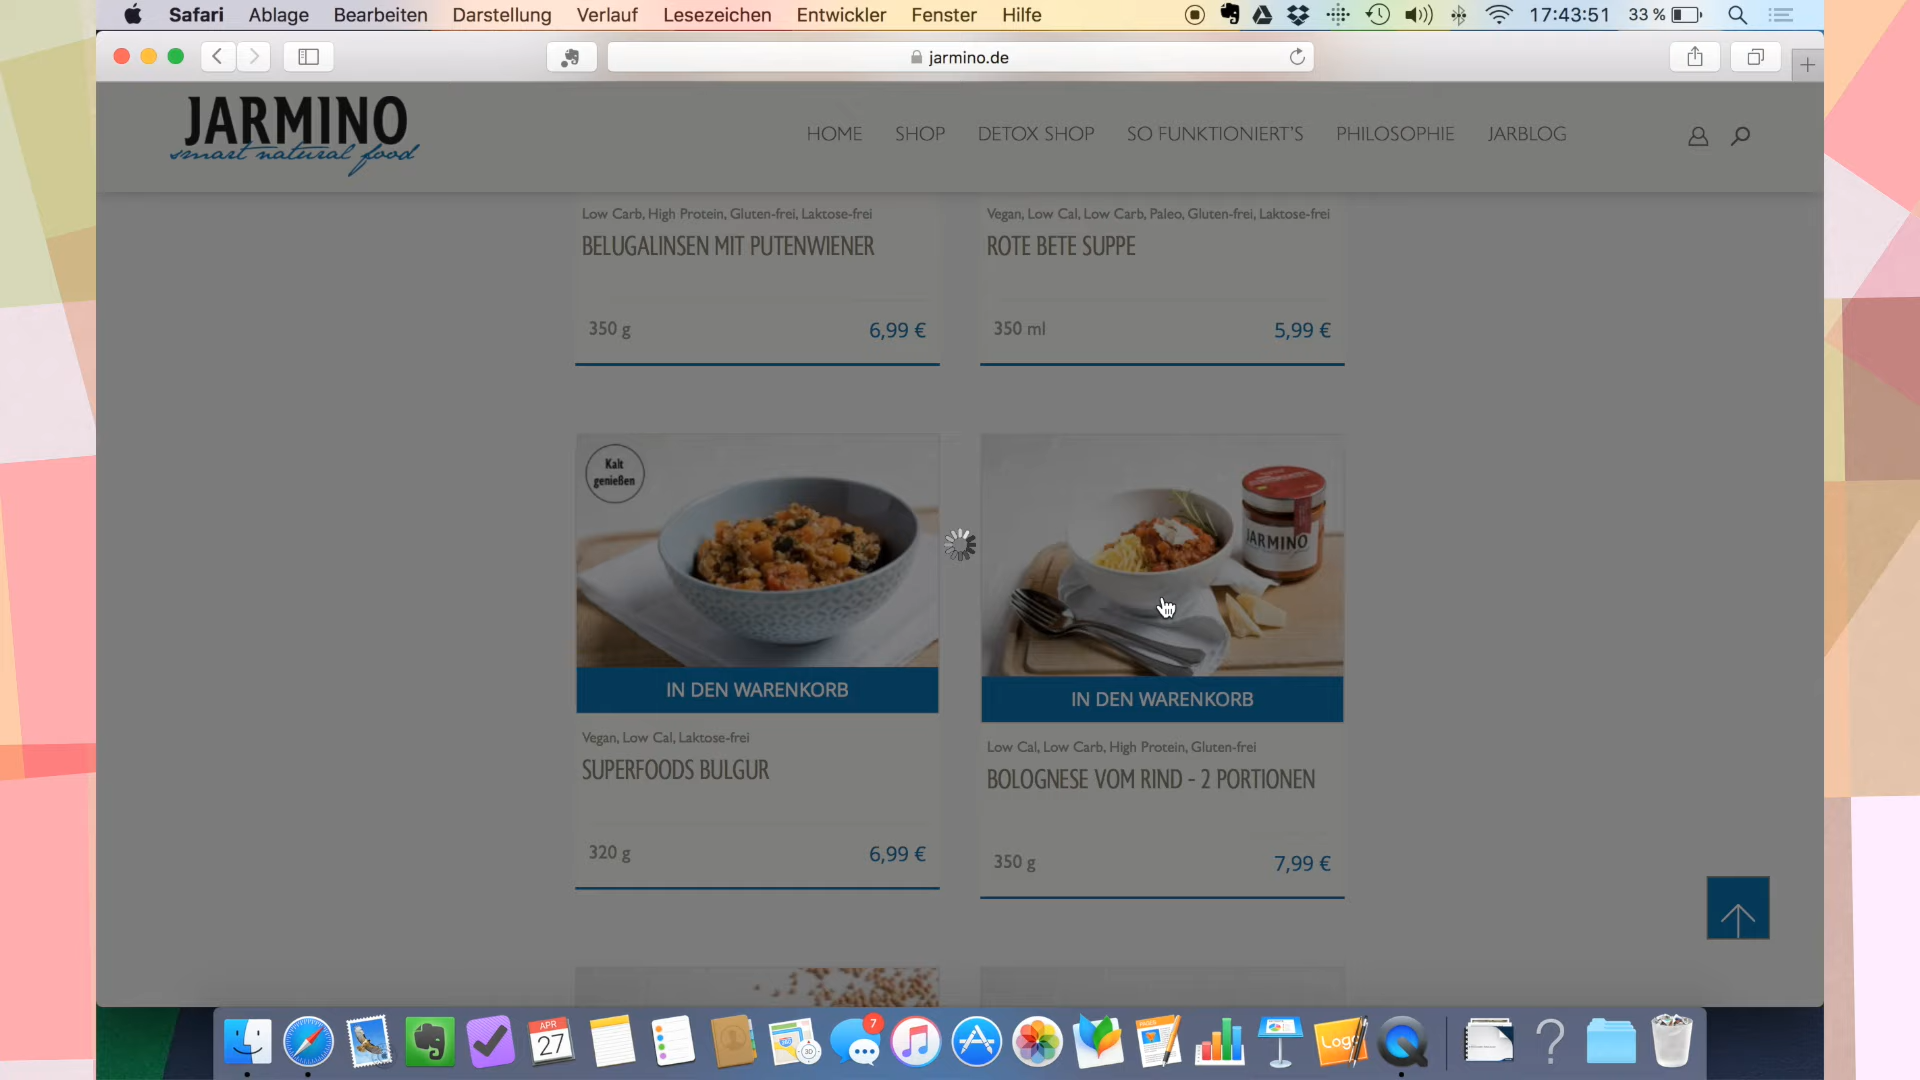 Safari Ablage Bearbeiten Darstellung Verlauf Lesezeichen Entwickler Fenster Hilfe 17:43:51 33 %
jarmino.de
JARMINO
smart natural food
HOME SHOP DETOX SHOP SO FUNKTIONIERT'S PHILOSOPHIE JARBLOG
Low Carb, High Protein, Gluten-frei, Laktose-frei
BELUGALINSEN MIT PUTENWIENER
350 g 6,99 €
Vegan, Low Cal, Low Carb, Paleo, Gluten-frei, Laktose-frei
ROTE BETE SUPPE
350 ml 5,99 €
Kalt
genießen
IN DEN WARENKORB
Vegan, Low Cal, Laktose-frei
SUPERFOODS BULGUR
320 g 6,99 €
JARMINO
IN DEN WARENKORB
Low Cal, Low Carb, High Protein, Gluten-frei
BOLOGNESE VOM RIND - 2 PORTIONEN
350 g 7,99 €
APR
27
3D
7